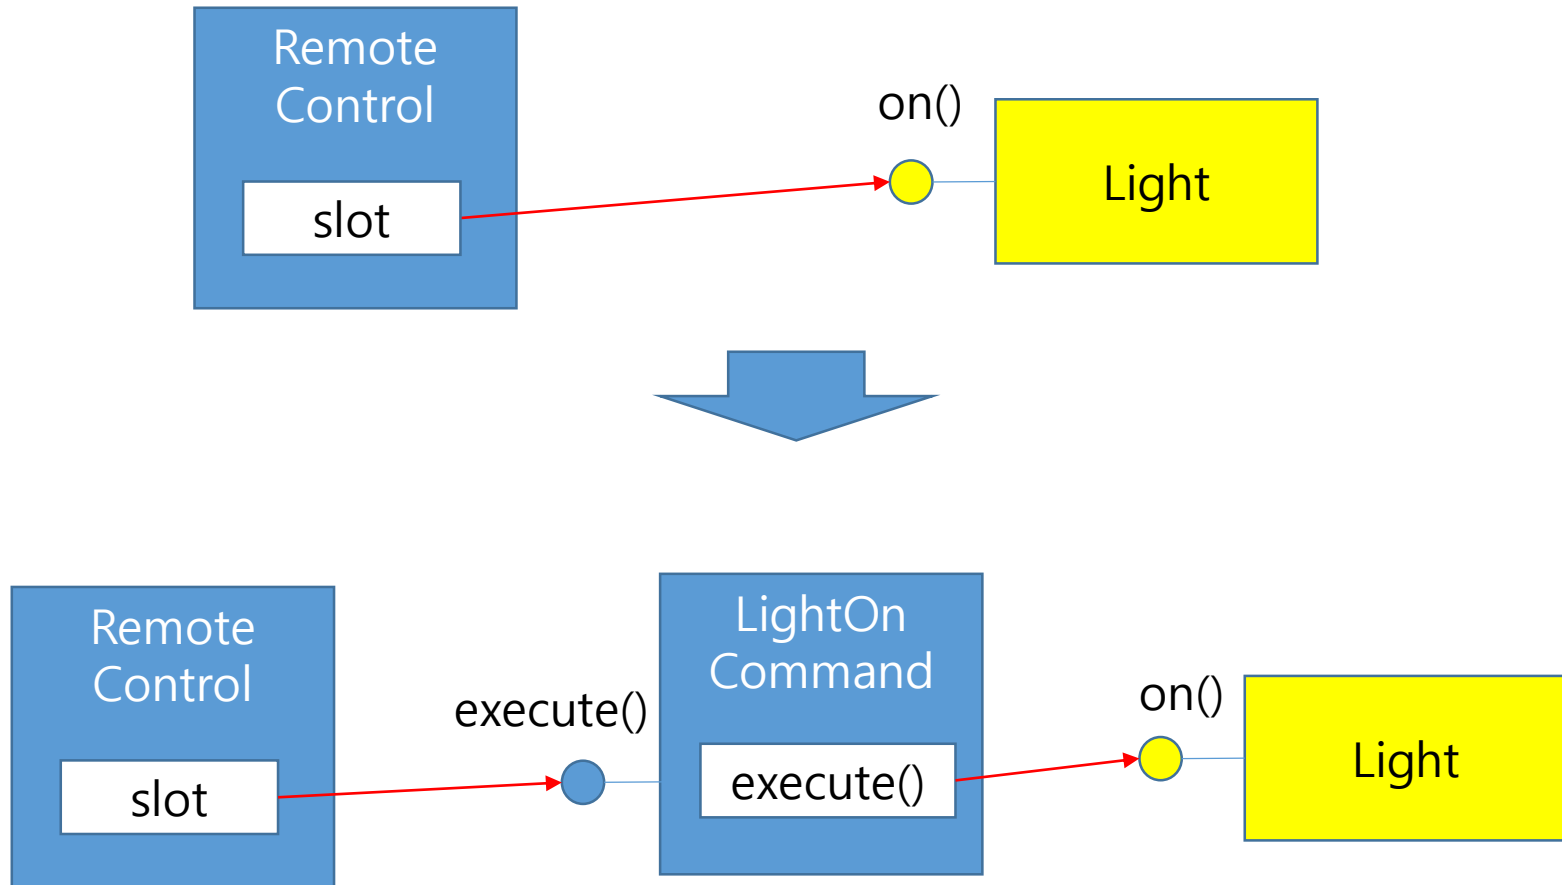 Remote
Control
slot
on()
Light
Remote
Control
slot
execute()
LightOn
Command
execute()
on()
Light